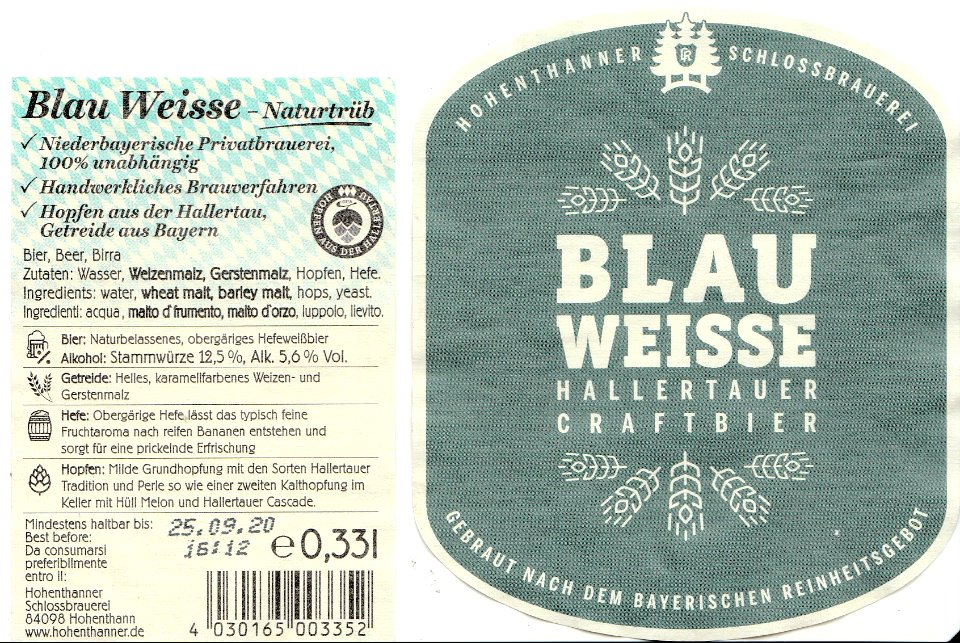 Blau Weisse – Naturtrüb
✓ Niederbayerische Privatbrauerei,
100% unabhängig
✓ Handwerkliches Brauverfahren
✓ Hopfen aus der Hallertau,
Getreide aus Bayern
HOPFEN AUS DER HALLERTAU
Bier, Beer, Birra
Zutaten: Wasser, Weizenmalz, Gerstenmalz, Hopfen, Hefe.
Ingredients: water, wheat malt, barley malt, hops, yeast.
Ingredienti: acqua, malto d'frumento, malto d'orzo, luppolo, lievito.
Bier: Naturbelassenes, obergäriges Hefeweißbier
Alkohol: Stammwürze 12,5 %, Alk. 5,6 % Vol.
Getreide: Helles, karamellfarbenes Weizen- und
Gerstenmalz
Hefe: Obergärige Hefe lässt das typisch feine
Fruchtaroma nach reifen Bananen entstehen und
sorgt für eine prickelnde Erfrischung
Hopfen: Milde Grundhopfung mit den Sorten Hallertauer
Tradition und Perle so wie einer zweiten Kalthopfung im
Keller mit Hüll Melon und Hallertauer Cascade.
Mindestens haltbar bis:
Best before:
Da consumarsi
preferibilmente
entro il:
25.09.20
16:12
e 0,33l
Hohenthanner
Schlossbrauerei
84098 Hohenthann
www.hohenthanner.de
4 030165 003352
HOHENTHANNER SCHLOSSBRAUEREI
BLAU
WEISSE
HALLERTAUER
CRAFTBIER
GEBRAUT NACH DEM BAYERISCHEN REINHEITSGEBOT